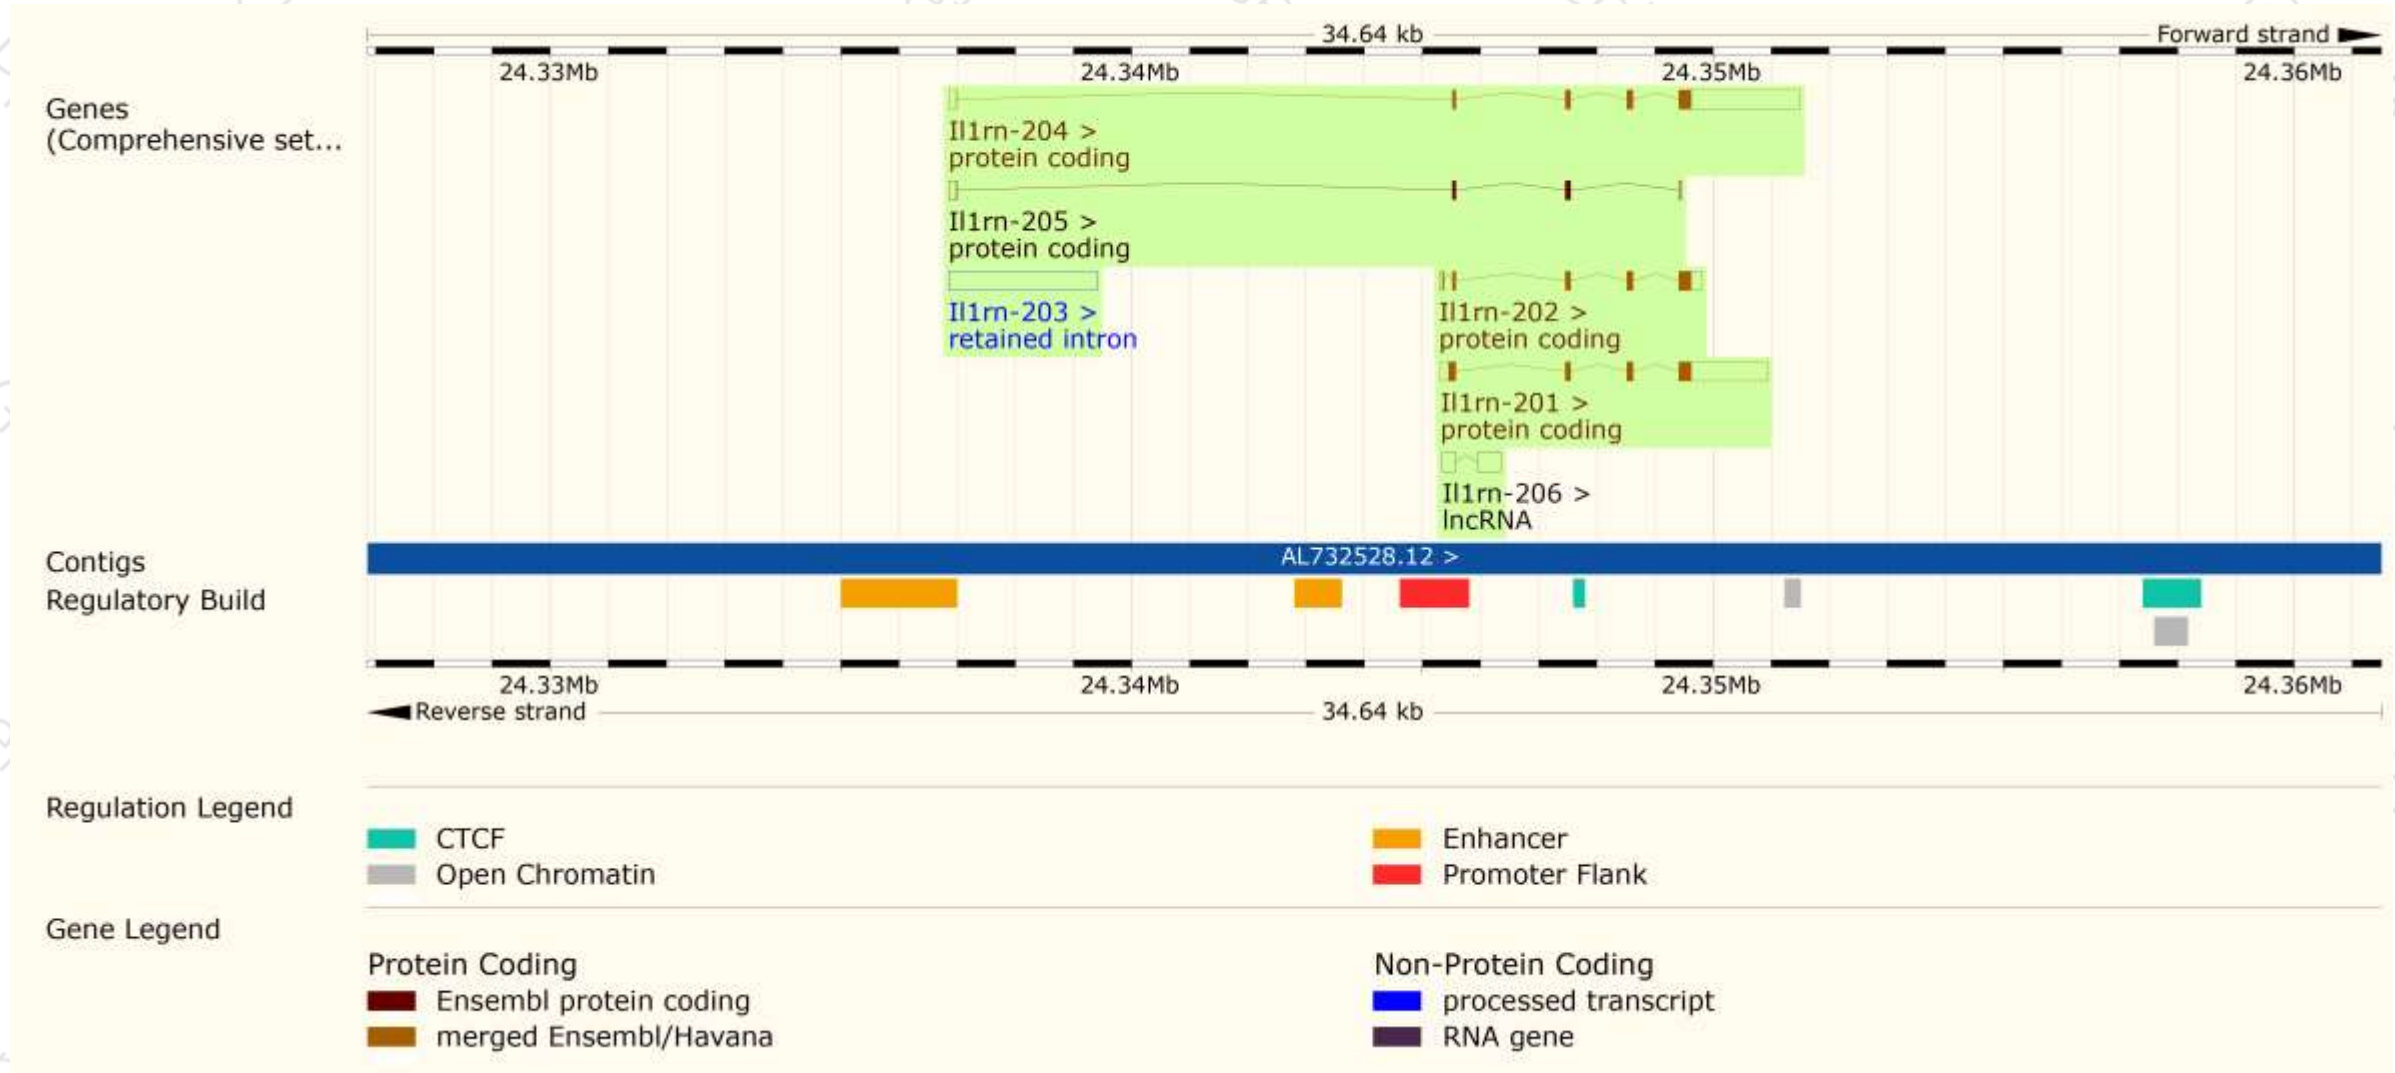 34.64 kb
Forward strand
24.33Mb 24.34Mb 24.35Mb 24.36Mb
Genes
(Comprehensive set...
Il1rn-204 >
protein coding
Il1rn-205 >
protein coding
Il1rn-203 >
retained intron
Il1rn-202 >
protein coding
Il1rn-201 >
protein coding
Il1rn-206 >
lncRNA
Contigs
AL732528.12 >
Regulatory Build
24.33Mb 24.34Mb 24.35Mb 24.36Mb
Reverse strand
34.64 kb
Regulation Legend
CTCF
Enhancer
Open Chromatin
Promoter Flank
Gene Legend
Protein Coding
Non-Protein Coding
Ensembl protein coding
processed transcript
merged Ensembl/Havana
RNA gene